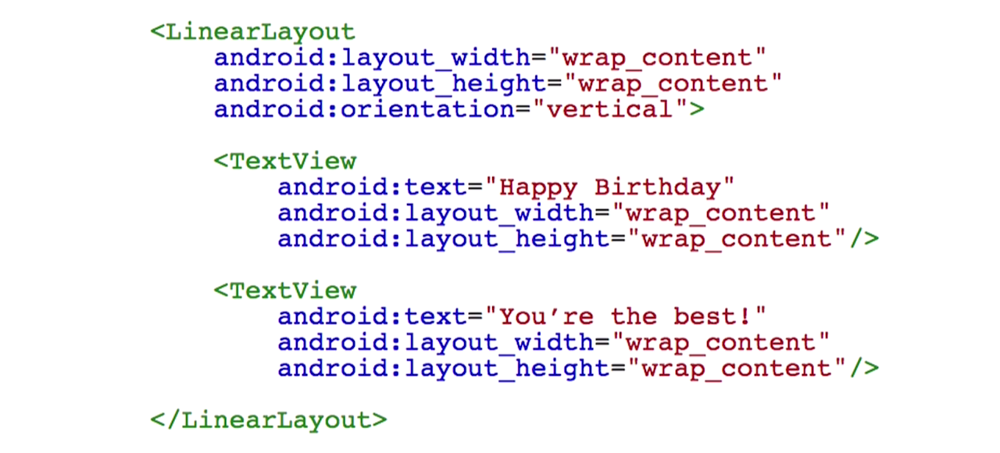 <LinearLayout
android:layout_width="wrap_content"
android:layout_height="wrap_content"
android:orientation="vertical">
<TextView
android:text="Happy Birthday"
android:layout_width="wrap_content"
android:layout_height="wrap_content"/>
<TextView
android:text="You’re the best!"
android:layout_width="wrap_content"
android:layout_height="wrap_content"/>
</LinearLayout>